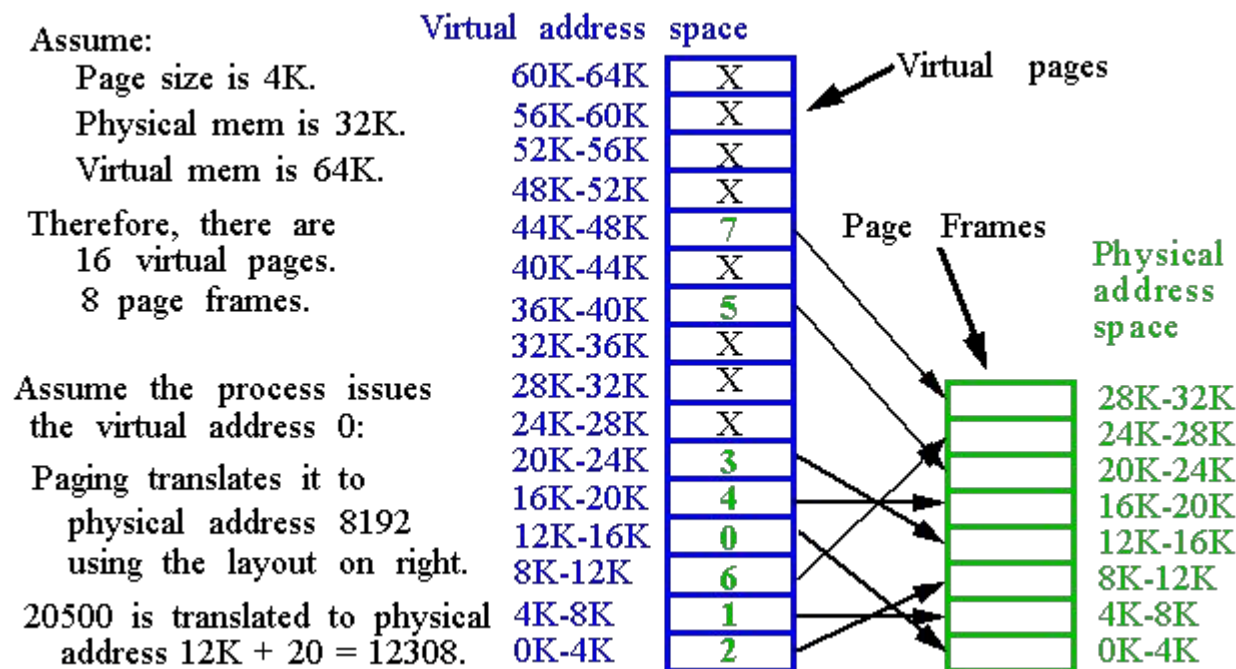 Assume:
Page size is 4K.
Physical mem is 32K.
Virtual mem is 64K.
Therefore, there are
16 virtual pages.
8 page frames.
Assume the process issues
the virtual address 0:
Paging translates it to
physical address 8192
using the layout on right.
20500 is translated to physical
address 12K + 20 = 12308.
Virtual address space
60K-64K X
56K-60K X
52K-56K X
48K-52K X
44K-48K 7
40K-44K X
36K-40K 5
32K-36K X
28K-32K X
24K-28K X
20K-24K 3
16K-20K 4
12K-16K 0
8K-12K 6
4K-8K 1
0K-4K 2
Virtual pages
Page Frames
Physical
address
space
28K-32K
24K-28K
20K-24K
16K-20K
12K-16K
8K-12K
4K-8K
0K-4K